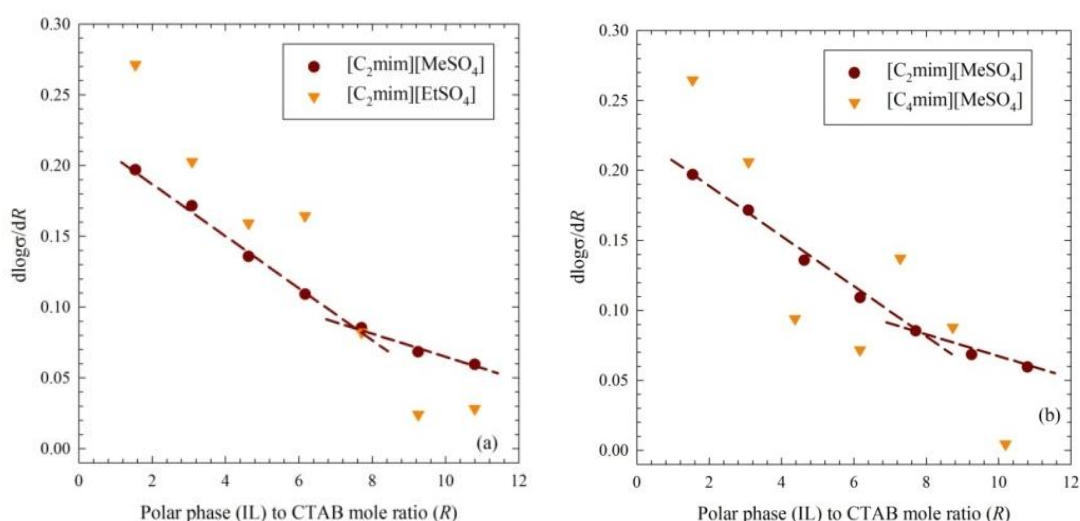 0.30
0.25
0.20
0.15
0.10
0.05
0.00
dlogσ/dR
[C₂mim][MeSO₄]
[C₂mim][EtSO₄]
(a)
0 2 4 6 8 10 12
Polar phase (IL) to CTAB mole ratio (R)
0.30
0.25
0.20
0.15
0.10
0.05
0.00
dlogσ/dR
[C₂mim][MeSO₄]
[C₄mim][MeSO₄]
(b)
0 2 4 6 8 10 12
Polar phase (IL) to CTAB mole ratio (R)